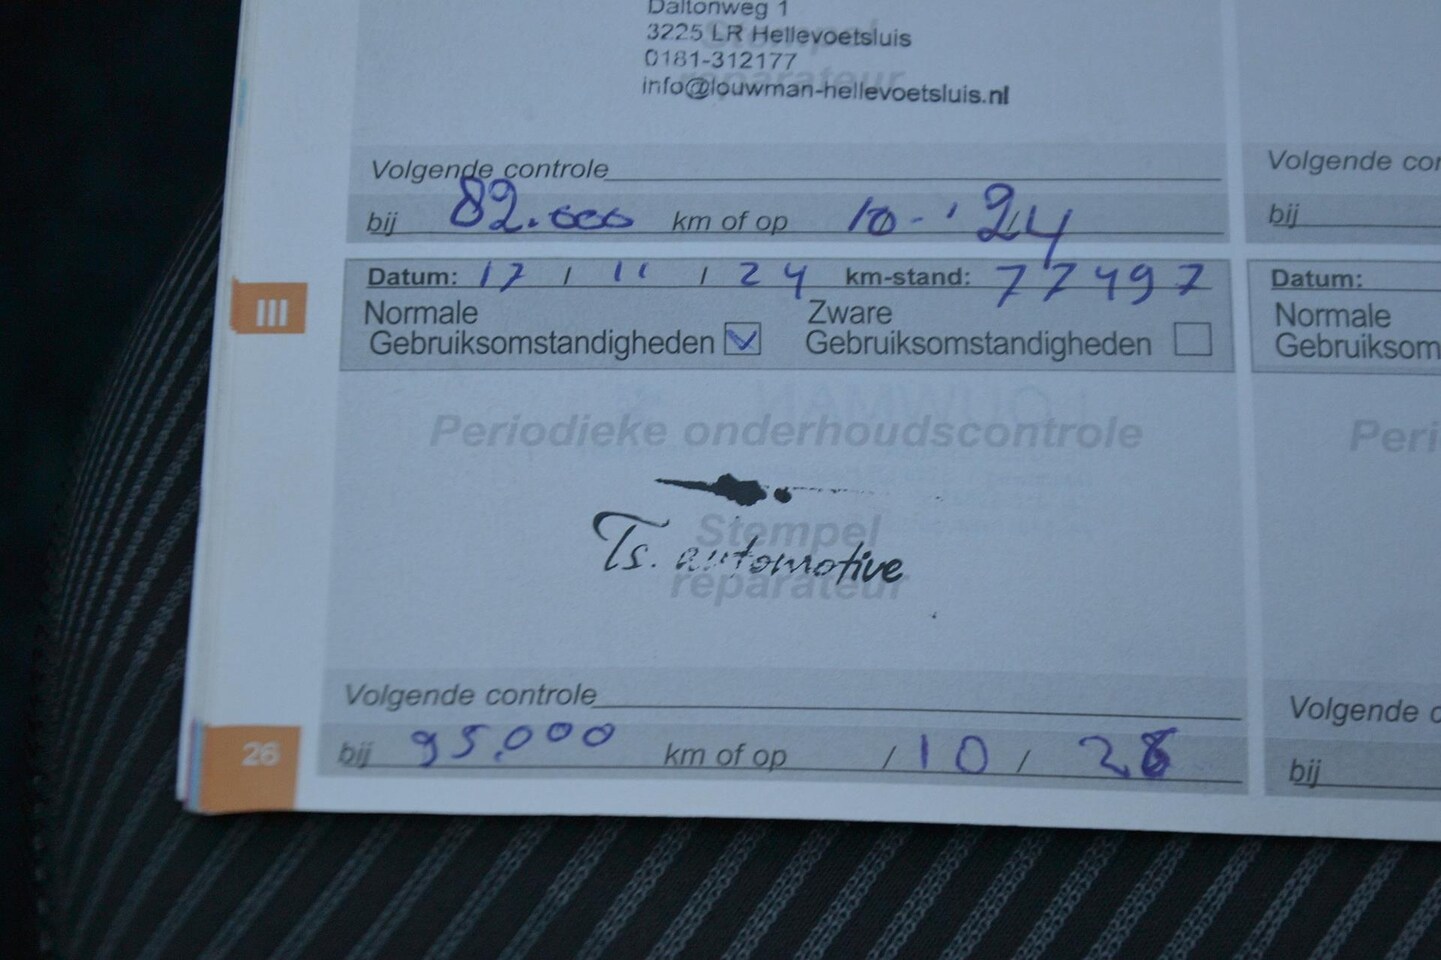 Daltonweg 1
3225 LR Hellevoetsluis
0181-312177
info@louwman-hellevoetsluis.nl
Stempel
reparateur
Volgende controle
bij 82.000 km of op 10-'24
Datum: 17 / 11 / 24 km-stand: 77497
III
Normale
Gebruiksomstandigheden
Zware
Gebruiksomstandigheden
Periodieke onderhoudscontrole
Stempel
Ts. automotive
reparateur
Volgende controle
26
bij 95.000 km of op / 10 /
Volgende cor
bij
Datum:
Normale
Gebruiksom
Peri
Volgende c
bij